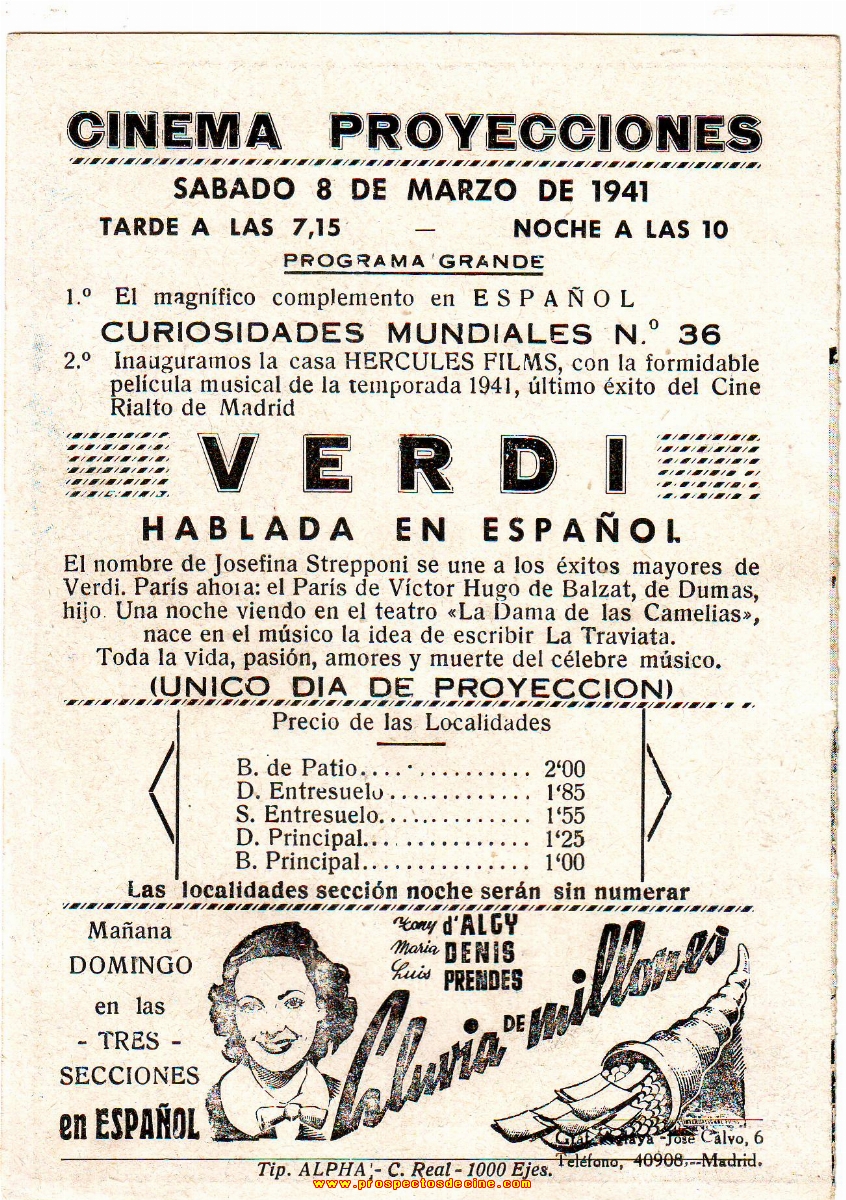 CINEMA PROYECCIONES
SABADO 8 DE MARZO DE 1941
TARDE A LAS 7,15 — NOCHE A LAS 10
PROGRAMA GRANDE
1.º El magnífico complemento en ESPAÑOL
CURIOSIDADES MUNDIALES N.º 36
2.º Inauguramos la casa HERCULES FILMS, con la formidable
película musical de la temporada 1941, último éxito del Cine
Rialto de Madrid
VERDI
HABLADA EN ESPAÑOL
El nombre de Josefina Strepponi se une a los éxitos mayores de
Verdi. París ahora: el París de Víctor Hugo de Balzat, de Dumas,
hijo. Una noche viendo en el teatro «La Dama de las Camelias»,
nace en el músico la idea de escribir La Traviata.
Toda la vida, pasión, amores y muerte del célebre músico.
(UNICO DIA DE PROYECCION)
Precio de las Localidades
B. de Patio.............. 2'00
D. Entresuelo............. 1'85
S. Entresuelo............. 1'55
D. Principal.............. 1'25
B. Principal.............. 1'00
Las localidades sección noche serán sin numerar
Mañana
DOMINGO
en las
- TRES -
SECCIONES
en ESPAÑOL
Tony d'ALGY
Maria DENIS
Luis PRENDES
Lluvia DE millones
José Calvo, 6
Teléfono, 40908.-Madrid.
Tip. ALPHA - C. Real - 1000 Ejes.
www.prospectosdecine.com